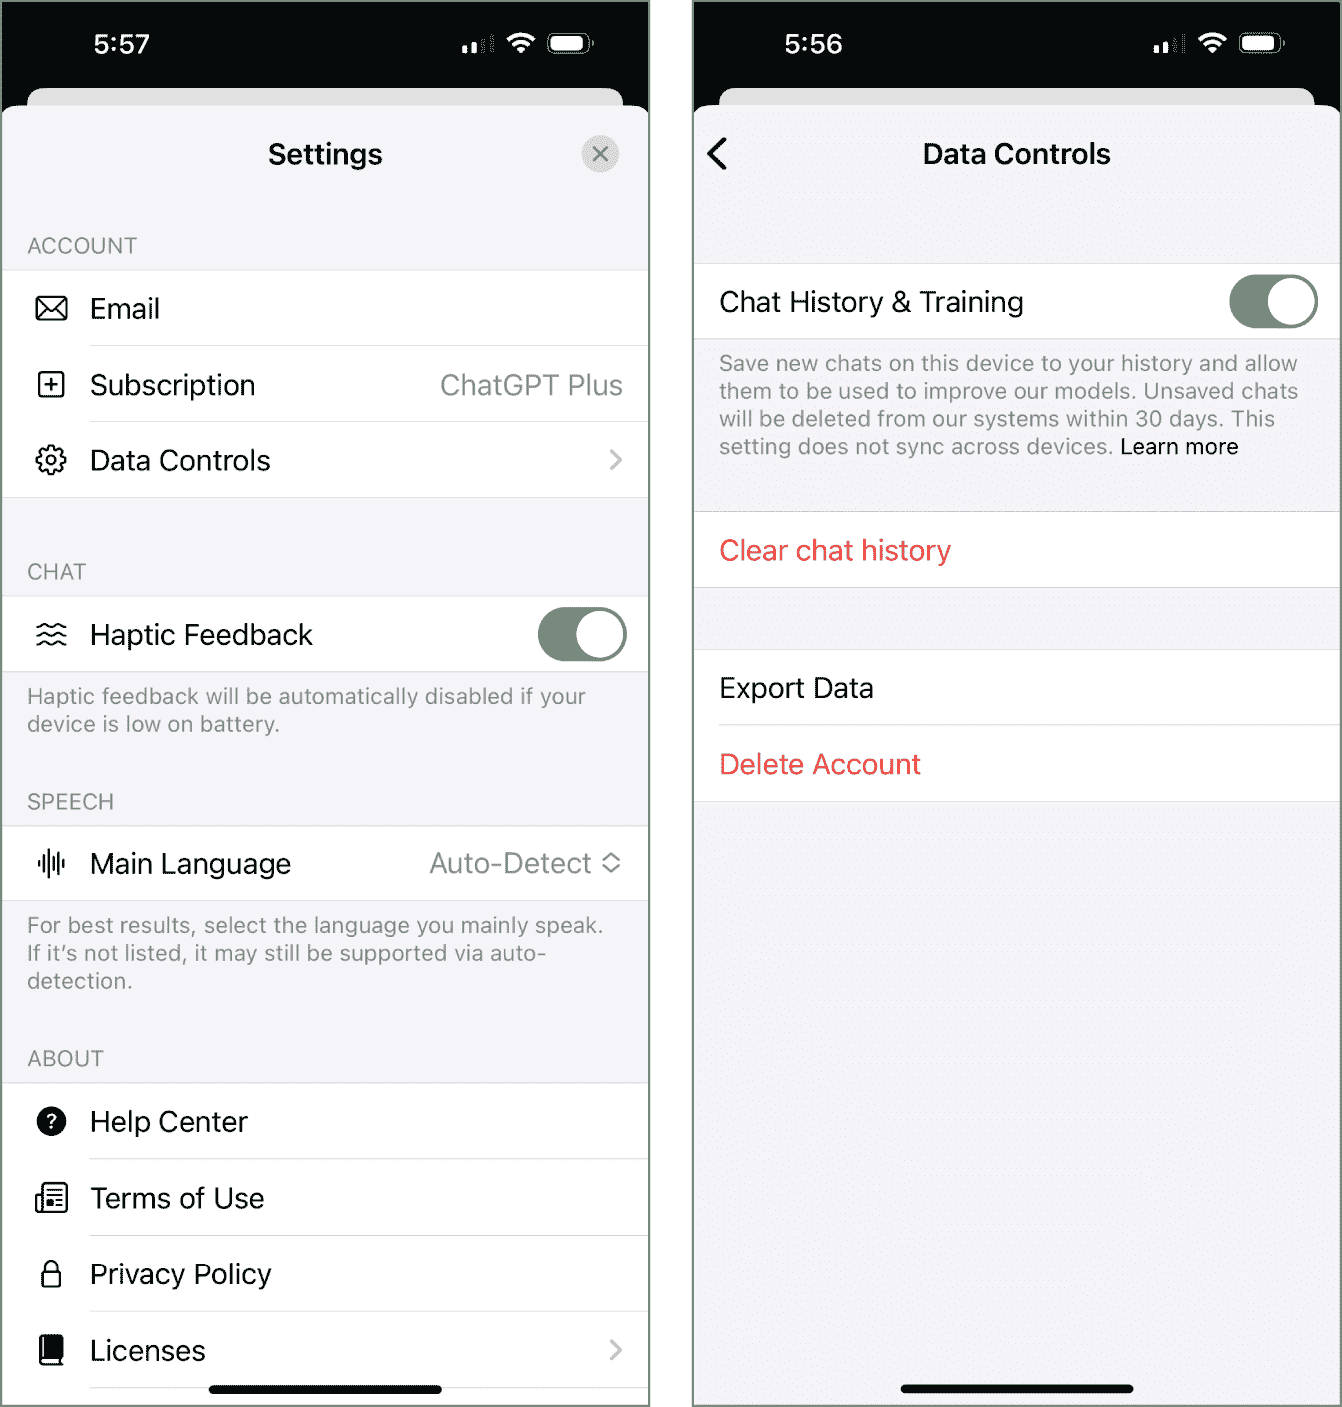 5:57
Settings
ACCOUNT
Email
Subscription ChatGPT Plus
Data Controls
CHAT
Haptic Feedback
Haptic feedback will be automatically disabled if your
device is low on battery.
SPEECH
Main Language Auto-Detect
For best results, select the language you mainly speak.
If it’s not listed, it may still be supported via auto-
detection.
ABOUT
Help Center
Terms of Use
Privacy Policy
Licenses
5:56
Data Controls
Chat History & Training
Save new chats on this device to your history and allow
them to be used to improve our models. Unsaved chats
will be deleted from our systems within 30 days. This
setting does not sync across devices. Learn more
Clear chat history
Export Data
Delete Account